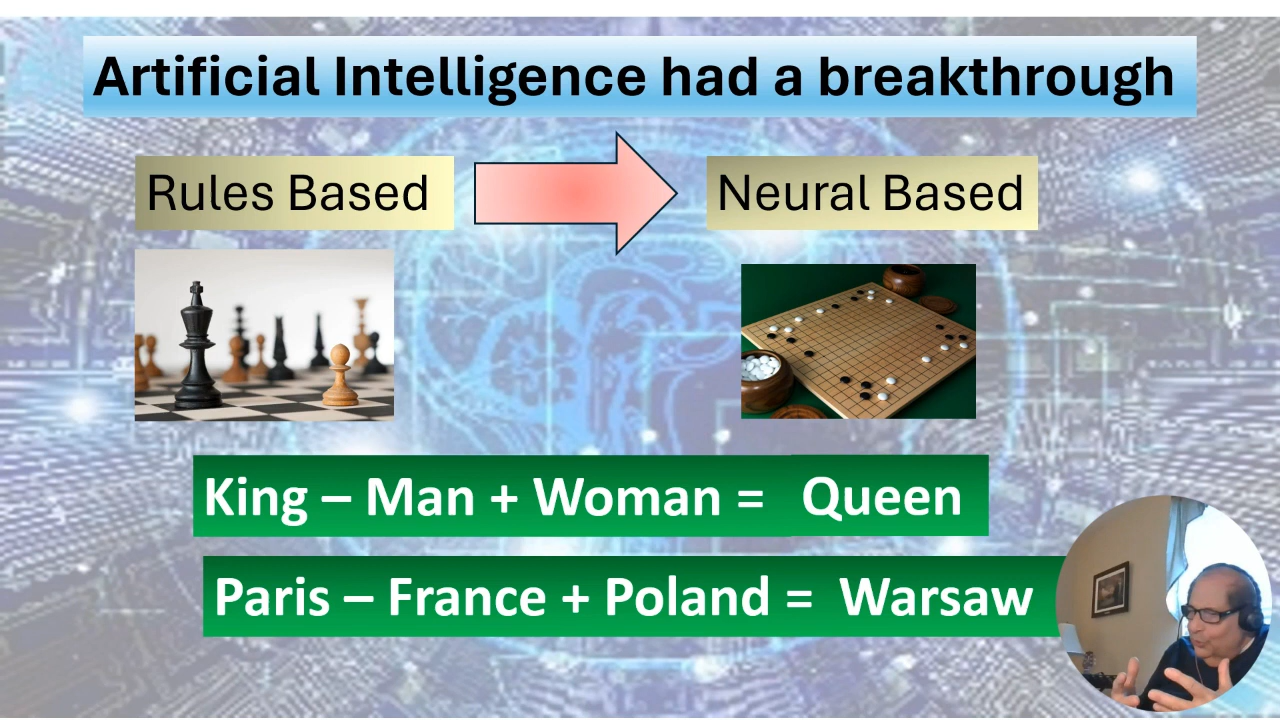 Artificial Intelligence had a breakthrough
Rules Based
Neural Based
King – Man + Woman = Queen
Paris – France + Poland = Warsaw